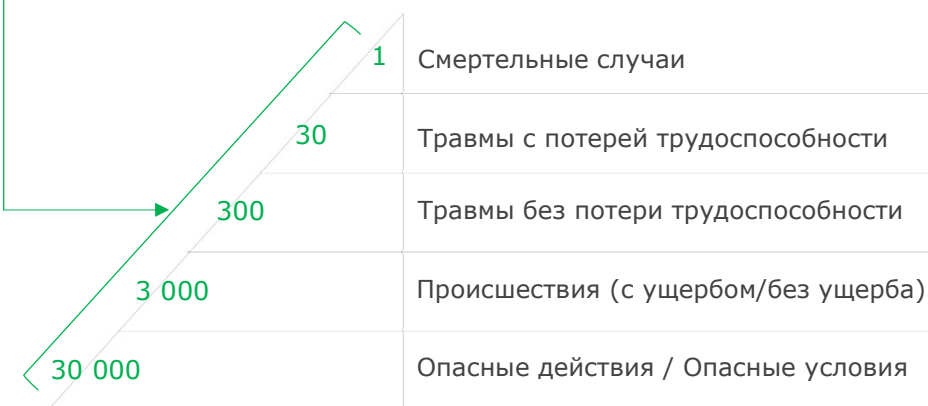 1 Смертельные случаи
30 Травмы с потерей трудоспособности
300 Травмы без потери трудоспособности
3 000 Происшествия (с ущербом/без ущерба)
30 000 Опасные действия / Опасные условия